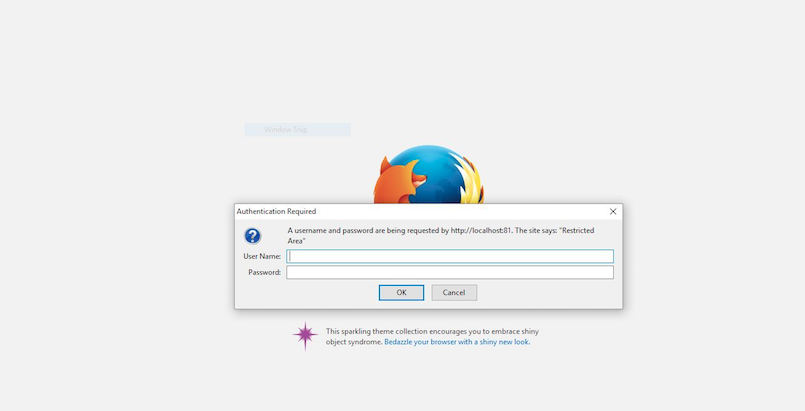 Window Snip
Authentication Required
A username and password are being requested by http://localhost:81. The site says: "Restricted
Area"
User Name:
Password:
OK
Cancel
This sparkling theme collection encourages you to embrace shiny
object syndrome. Bedazzle your browser with a shiny new look.